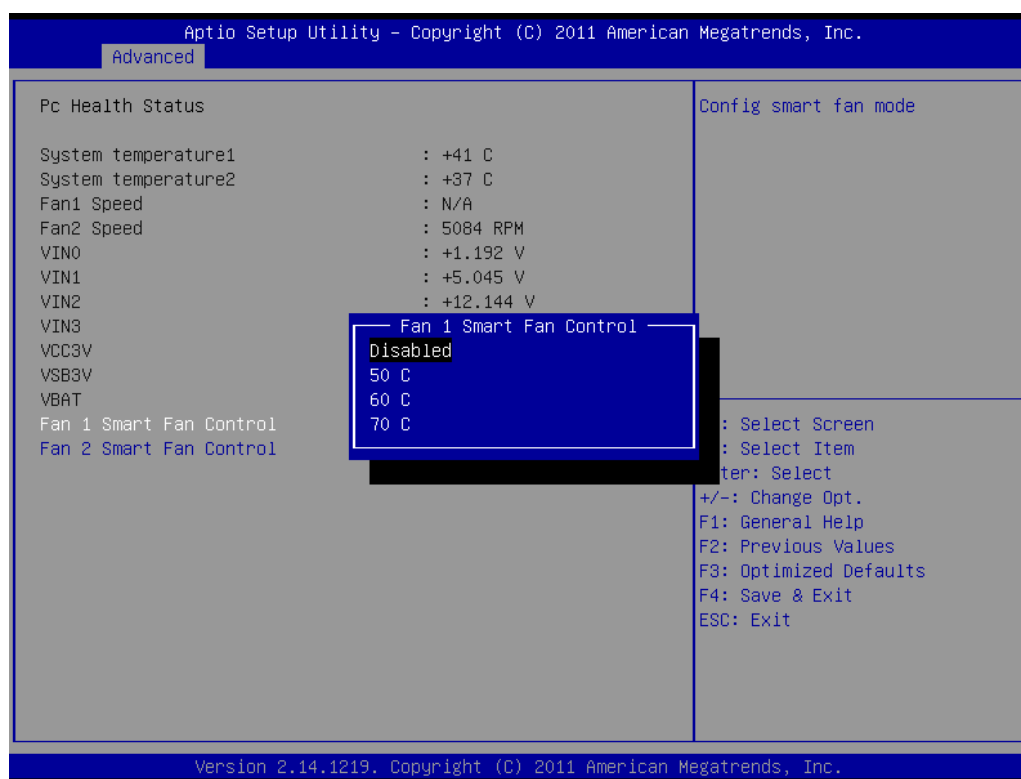 Aptio Setup Utility – Copyright (C) 2011 American Megatrends, Inc.
Advanced
Pc Health Status
System temperature1 : +41 C
System temperature2 : +37 C
Fan1 Speed : N/A
Fan2 Speed : 5084 RPM
VIN0 : +1.192 V
VIN1 : +5.045 V
VIN2 : +12.144 V
VIN3
VCC3V
VSB3V
VBAT
Fan 1 Smart Fan Control
Fan 2 Smart Fan Control
Fan 1 Smart Fan Control
Disabled
50 C
60 C
70 C
Config smart fan mode
: Select Screen
: Select Item
ter: Select
+/-: Change Opt.
F1: General Help
F2: Previous Values
F3: Optimized Defaults
F4: Save & Exit
ESC: Exit
Version 2.14.1219. Copyright (C) 2011 American Megatrends, Inc.